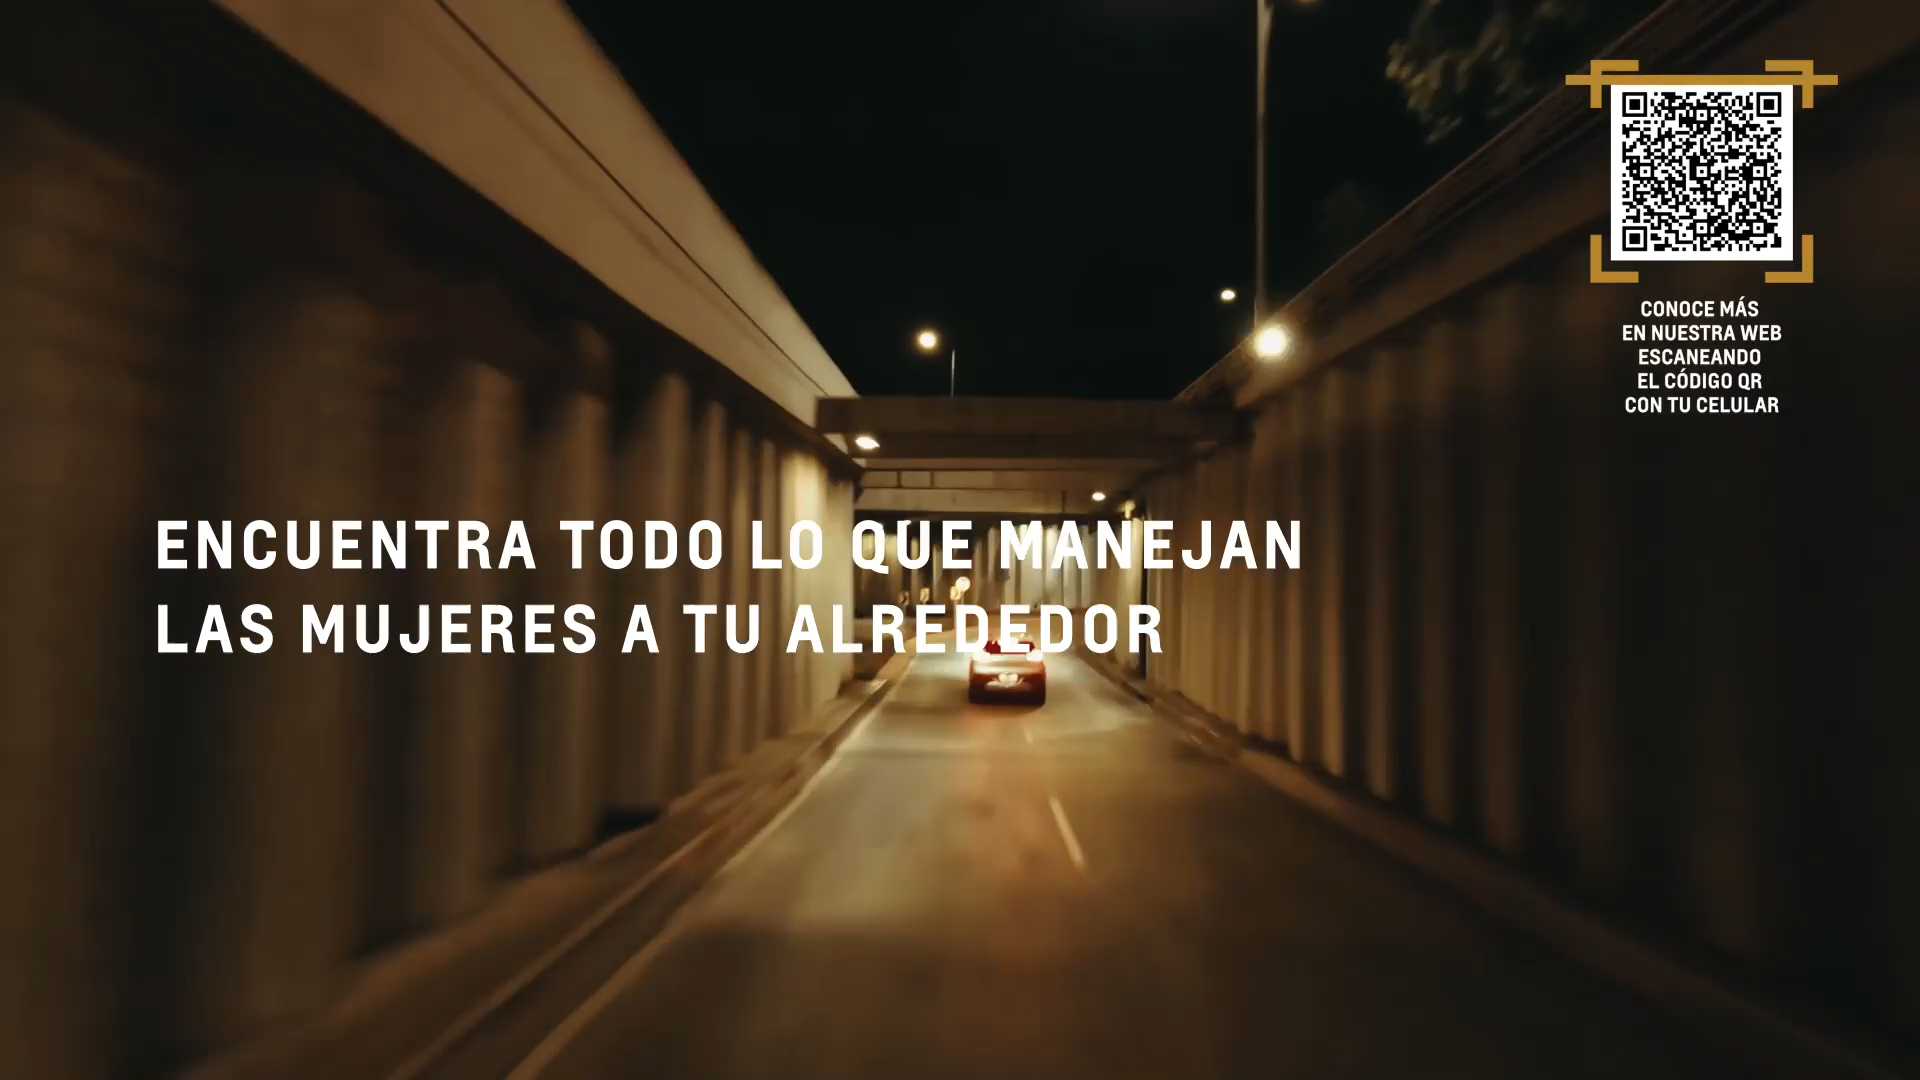 ENCUENTRA TODO LO QUE MANEJAN
LAS MUJERES A TU ALREDEDOR
CONOCE MÁS
EN NUESTRA WEB
ESCANEANDO
EL CÓDIGO QR
CON TU CELULAR